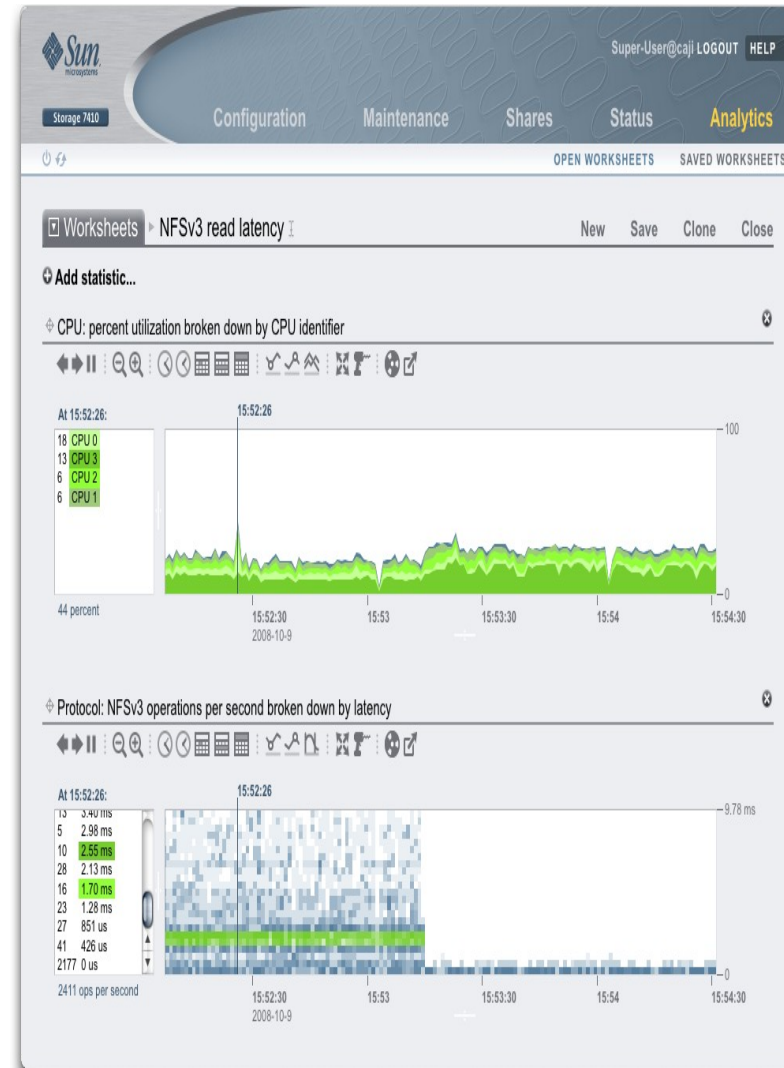 Sun
microsystems
Super-User@caji LOGOUT HELP
Storage 7410
Configuration Maintenance Shares Status Analytics
OPEN WORKSHEETS SAVED WORKSHEETS
Worksheets NFSv3 read latency
New Save Clone Close
Add statistic...
CPU: percent utilization broken down by CPU identifier
At 15:52:26:
15:52:26
18 CPU 0
13 CPU 3
6 CPU 2
6 CPU 1
44 percent
100
0
15:52:30 15:53 15:53:30 15:54 15:54:30
2008-10-9
Protocol: NFSv3 operations per second broken down by latency
At 15:52:26:
15:52:26
13 3.40 ms
5 2.98 ms
10 2.55 ms
28 2.13 ms
16 1.70 ms
23 1.28 ms
27 851 us
41 426 us
2177 0 us
2411 ops per second
9.78 ms
0
15:52:30 15:53 15:53:30 15:54 15:54:30
2008-10-9